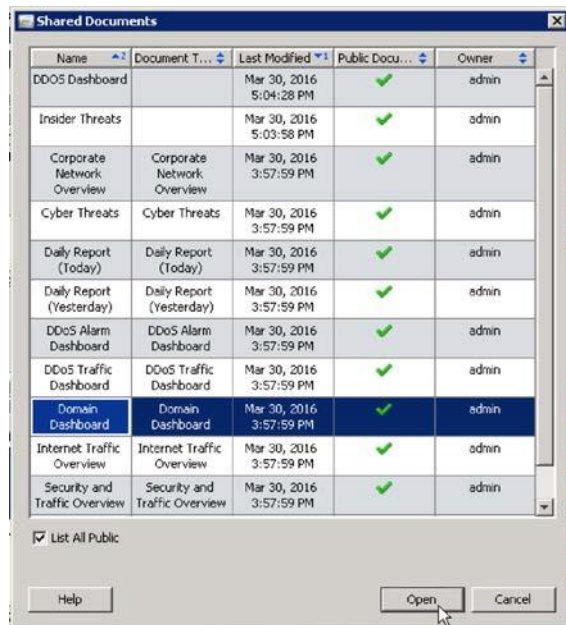 Shared Documents
Name 2 Document T... Last Modified 1 Public Docu... Owner
DDOS Dashboard Mar 30, 2016 admin
5:04:28 PM
Insider Threats Mar 30, 2016 admin
5:03:58 PM
Corporate Corporate Mar 30, 2016 admin
Network Network 3:57:59 PM
Overview Overview
Cyber Threats Cyber Threats Mar 30, 2016 admin
3:57:59 PM
Daily Report Daily Report Mar 30, 2016 admin
(Today) (Today) 3:57:59 PM
Daily Report Daily Report Mar 30, 2016 admin
(Yesterday) (Yesterday) 3:57:59 PM
DDoS Alarm DDoS Alarm Mar 30, 2016 admin
Dashboard Dashboard 3:57:59 PM
DDoS Traffic DDoS Traffic Mar 30, 2016 admin
Dashboard Dashboard 3:57:59 PM
Domain Domain Mar 30, 2016 admin
Dashboard Dashboard 3:57:59 PM
Internet Traffic Internet Traffic Mar 30, 2016 admin
Overview Overview 3:57:59 PM
Security and Security and Mar 30, 2016 admin
Traffic Overview Traffic Overview 3:57:59 PM
List All Public
Help Open Cancel